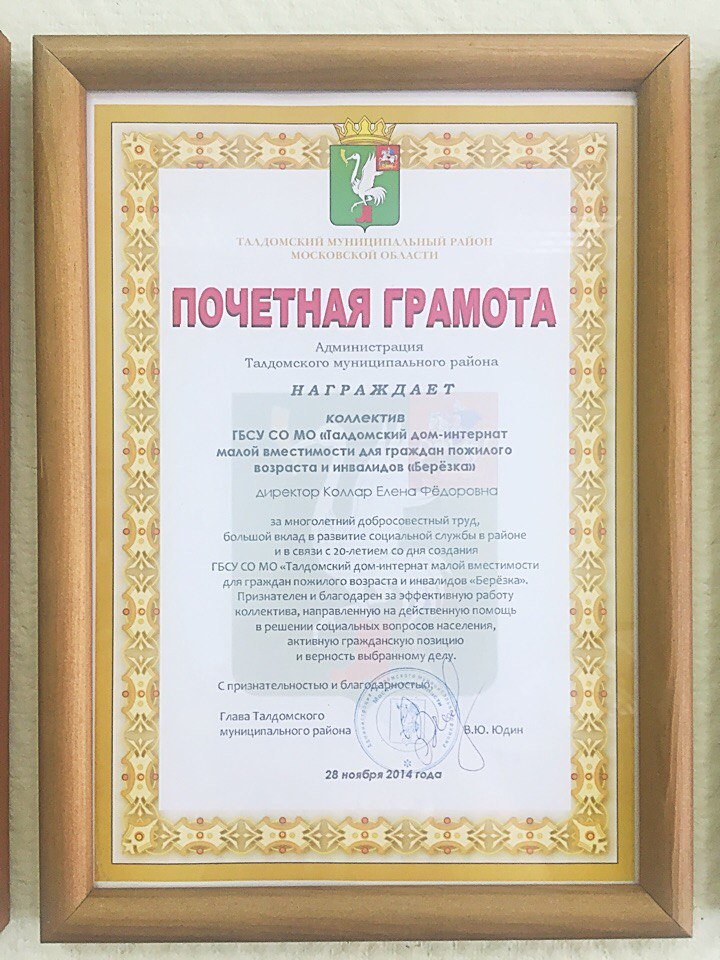 ТАЛДОМСКИЙ МУНИЦИПАЛЬНЫЙ РАЙОН
МОСКОВСКОЙ ОБЛАСТИ
ПОЧЕТНАЯ ГРАМОТА
Администрация
Талдомского муниципального района
НАГРАЖДАЕТ
коллектив
ГБСУ СО МО «Талдомский дом-интернат
малой вместимости для граждан пожилого
возраста и инвалидов «Берёзка»
директор Коллар Елена Фёдоровна
за многолетний добросовестный труд,
большой вклад в развитие социальной службы в районе
и в связи с 20-летием со дня создания
ГБСУ СО МО «Талдомский дом-интернат малой вместимости
для граждан пожилого возраста и инвалидов «Берёзка».
Признателен и благодарен за эффективную работу
коллектива, направленную на действенную помощь
в решении социальных вопросов населения,
активную гражданскую позицию
и верность выбранному делу.
С признательностью и благодарностью,
Глава Талдомского
муниципального района В.Ю. Юдин
28 ноября 2014 года